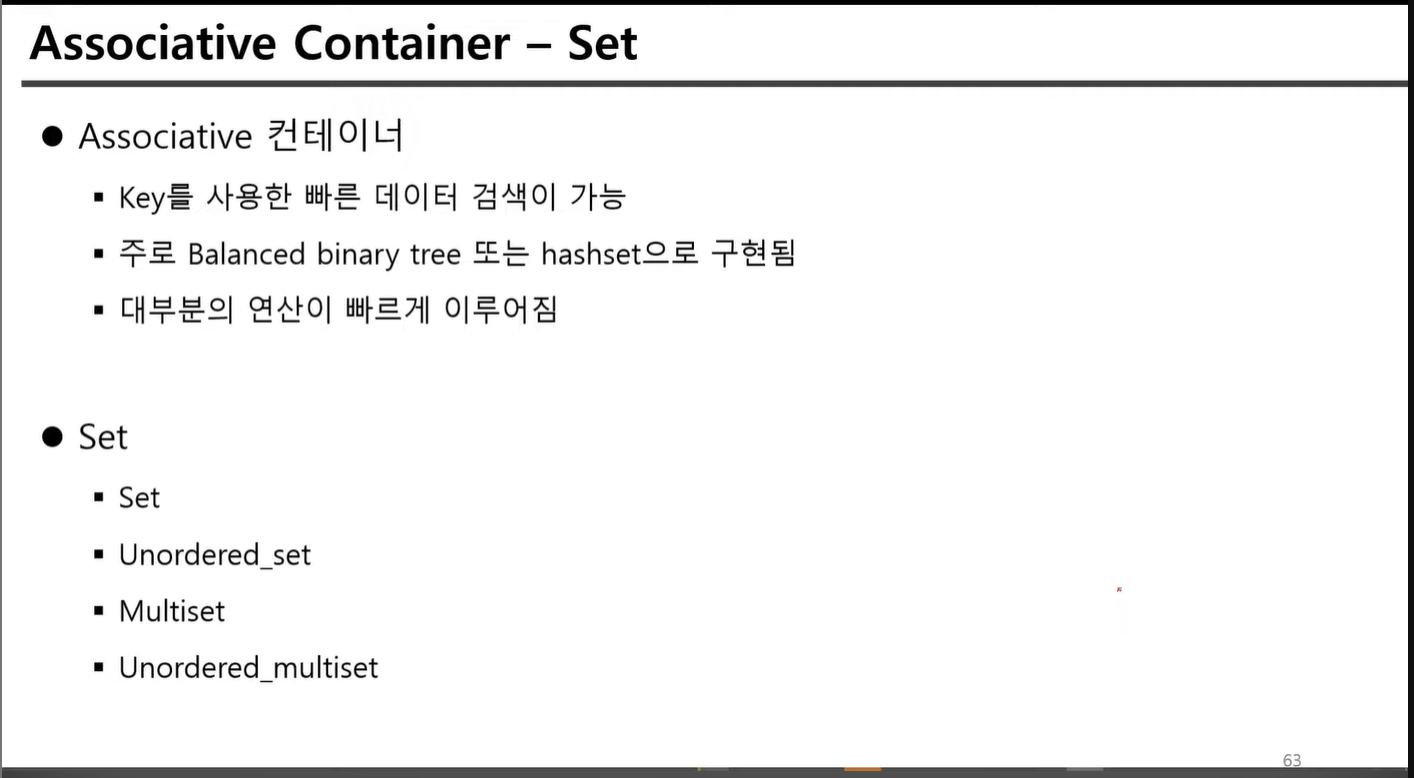 Associative Container – Set
● Associative 컨테이너
▪ Key를 사용한 빠른 데이터 검색이 가능
▪ 주로 Balanced binary tree 또는 hashset으로 구현됨
▪ 대부분의 연산이 빠르게 이루어짐
● Set
▪ Set
▪ Unordered_set
▪ Multiset
▪ Unordered_multiset
63